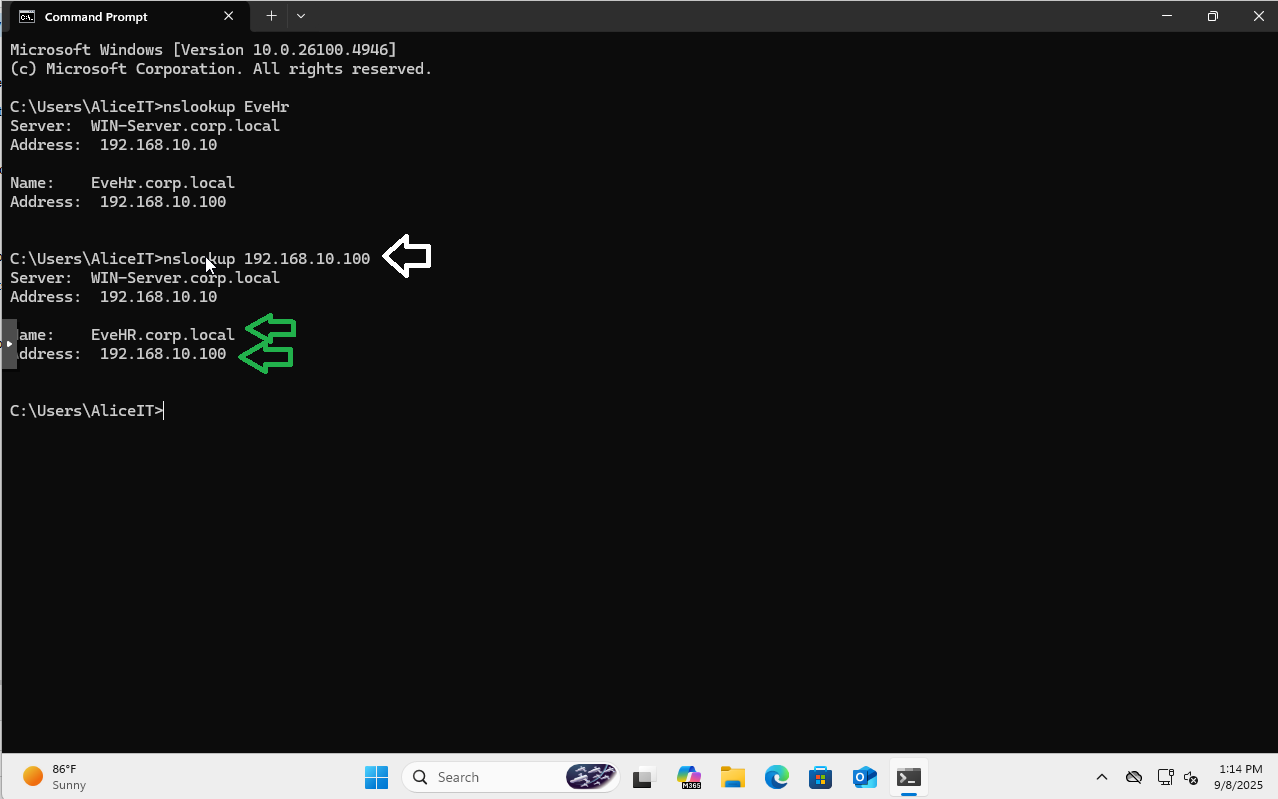 Command Prompt
Microsoft Windows [Version 10.0.26100.4946]
(c) Microsoft Corporation. All rights reserved.
C:\Users\AliceIT>nslookup EveHr
Server:  WIN-Server.corp.local
Address:  192.168.10.10
Name:    EveHr.corp.local
Address:  192.168.10.100
C:\Users\AliceIT>nslookup 192.168.10.100
Server:  WIN-Server.corp.local
Address:  192.168.10.10
ame:    EveHR.corp.local
ddress:  192.168.10.100
C:\Users\AliceIT>
86°F
Sunny
Search
M365
1:14 PM
9/8/2025